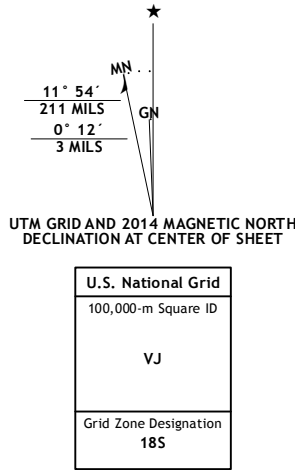 ★
MN
11° 54´
211 MILS
GN
0° 12´
3 MILS
UTM GRID AND 2014 MAGNETIC NORTH
DECLINATION AT CENTER OF SHEET
U.S. National Grid
100,000-m Square ID
VJ
Grid Zone Designation
18S